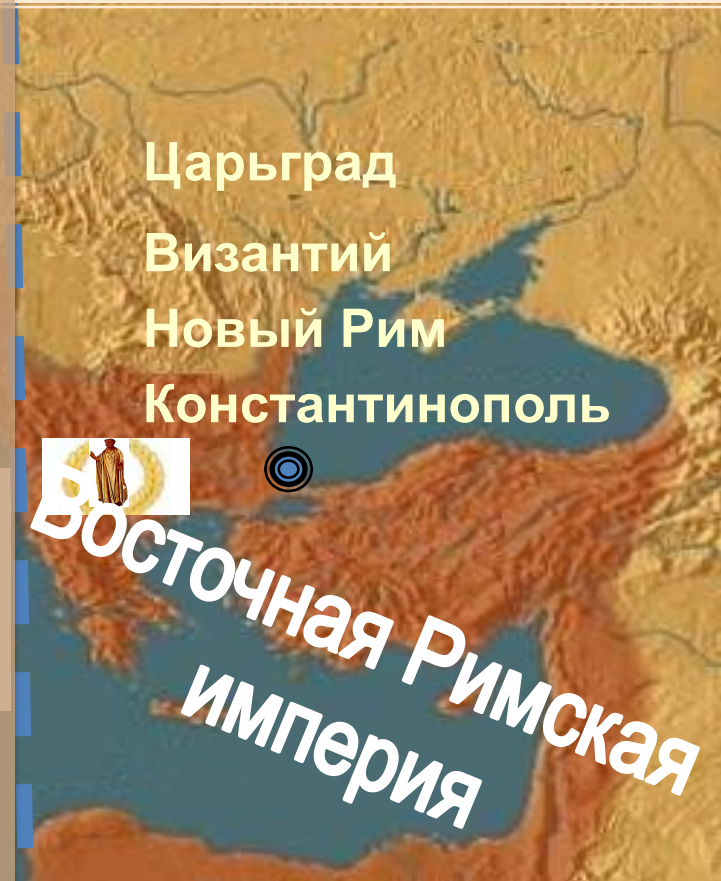 Царьград
Византий
Новый Рим
Константинополь
Восточная Римская
империя